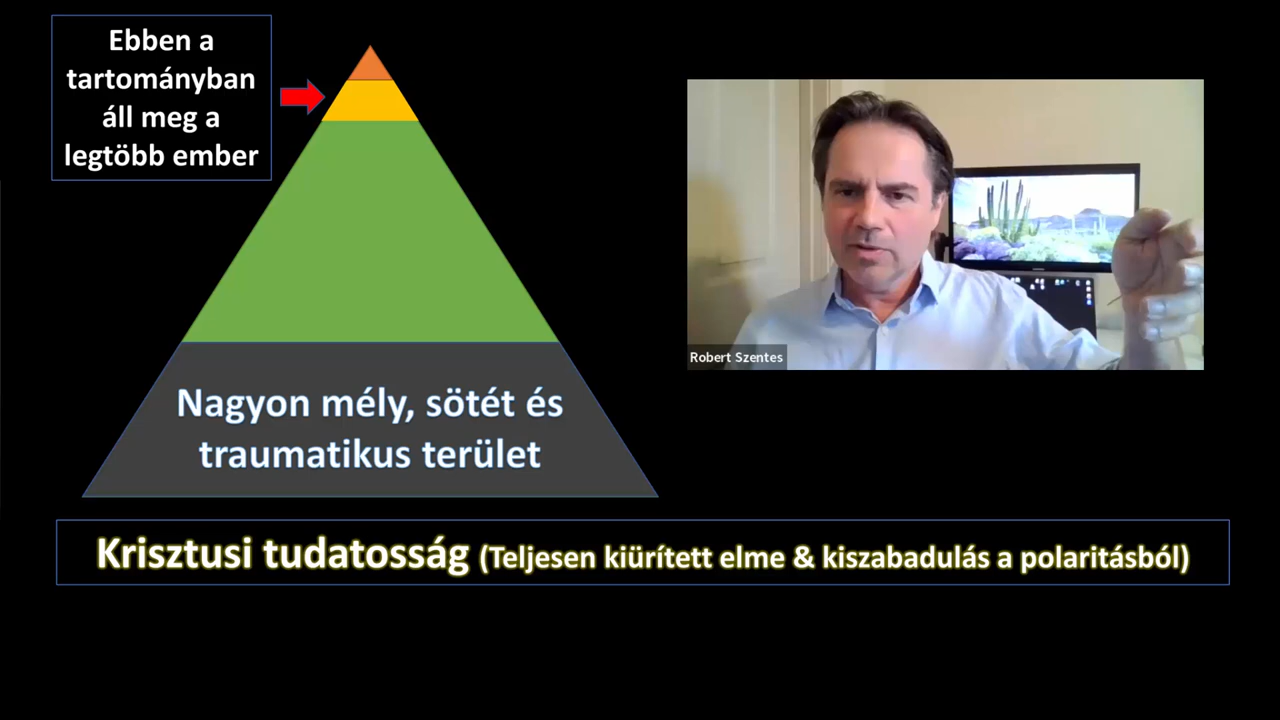 Ebben a
tartományban
áll meg a
legtöbb ember
Robert Szentes
Nagyon mély, sötét és
traumatikus terület
Krisztusi tudatosság (Teljesen kiürített elme & kiszabadulás a polaritásból)